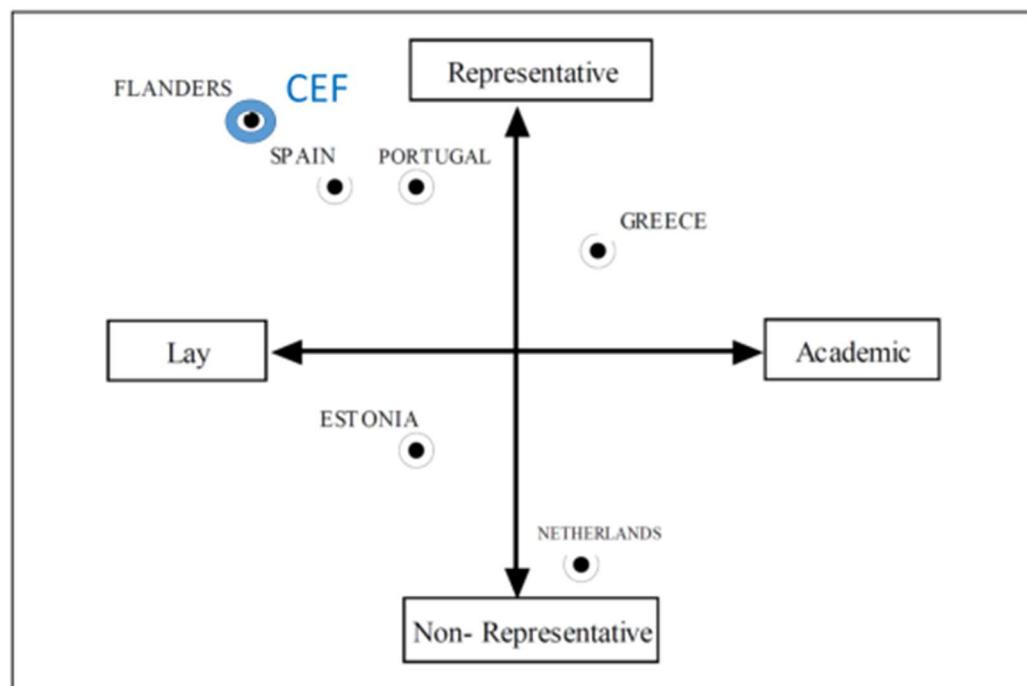 Representative
FLANDERS CEF
SPAIN PORTUGAL
GREECE
Lay
Academic
ESTONIA
NETHERLANDS
Non- Representative